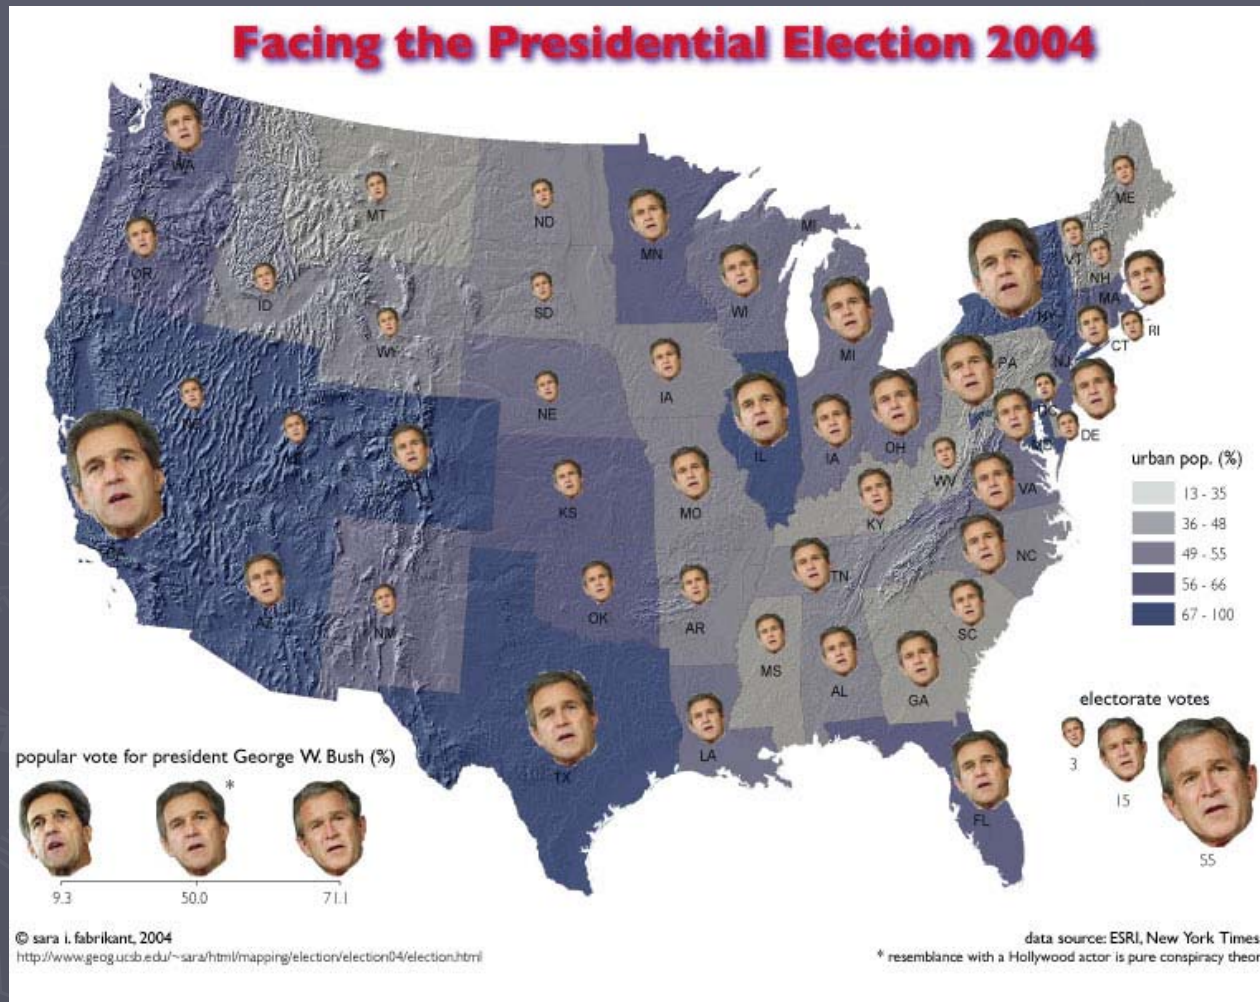 Facing the Presidential Election 2004
WA
MT
ND
MN
MI
ME
OR
ID
SD
WI
VT
NH
MA
NY
RI
CT
WY
MI
PA
NJ
NE
IA
IL
IA
OH
DC
DE
MD
WV
VA
KS
MO
KY
CA
NC
TN
AZ
NM
OK
AR
SC
MS
AL
GA
LA
TX
FL
urban pop. (%)
13 - 35
36 - 48
49 - 55
56 - 66
67 - 100
electorate votes
3
15
55
popular vote for president George W. Bush (%)
*
9.3 50.0 71.1
© sara i. fabrikant, 2004
http://www.geog.ucsb.edu/~sara/html/mapping/election/election04/election.html
data source: ESRI, New York Times
* resemblance with a Hollywood actor is pure conspiracy theor